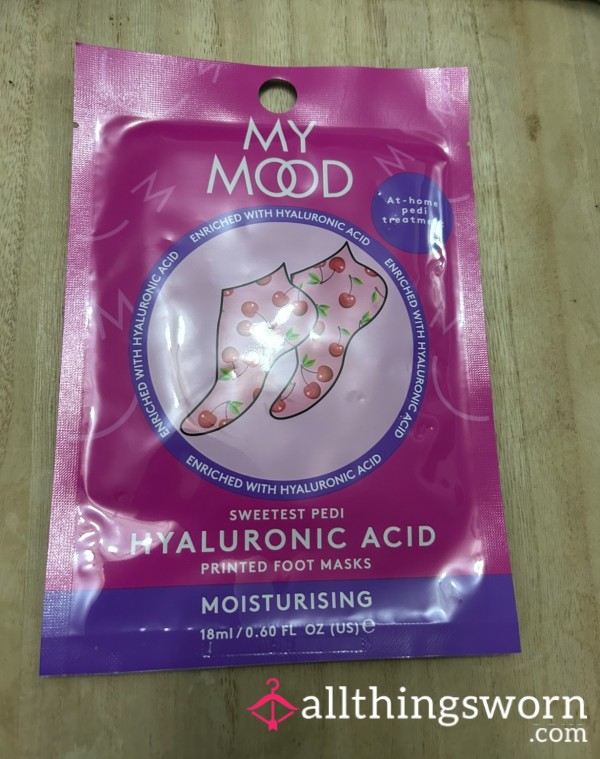 MY
MOOD
At-home
pedi
treatment
ENRICHED WITH HYALURONIC ACID
ENRICHED WITH HYALURONIC ACID
ENRICHED WITH HYALURONIC ACID
ENRICHED WITH HYALURONIC ACID
SWEETEST PEDI
HYALURONIC ACID
PRINTED FOOT MASKS
MOISTURISING
18ml/0.60 FL OZ (US) ℮
allthingsworn
.com